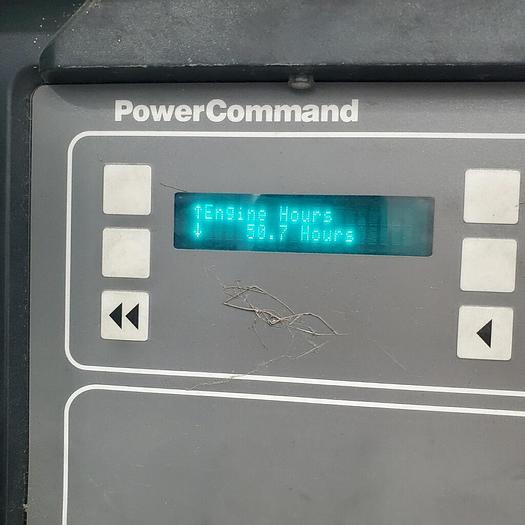 PowerCommand
↑Engine Hours
↓ 50.7 Hours